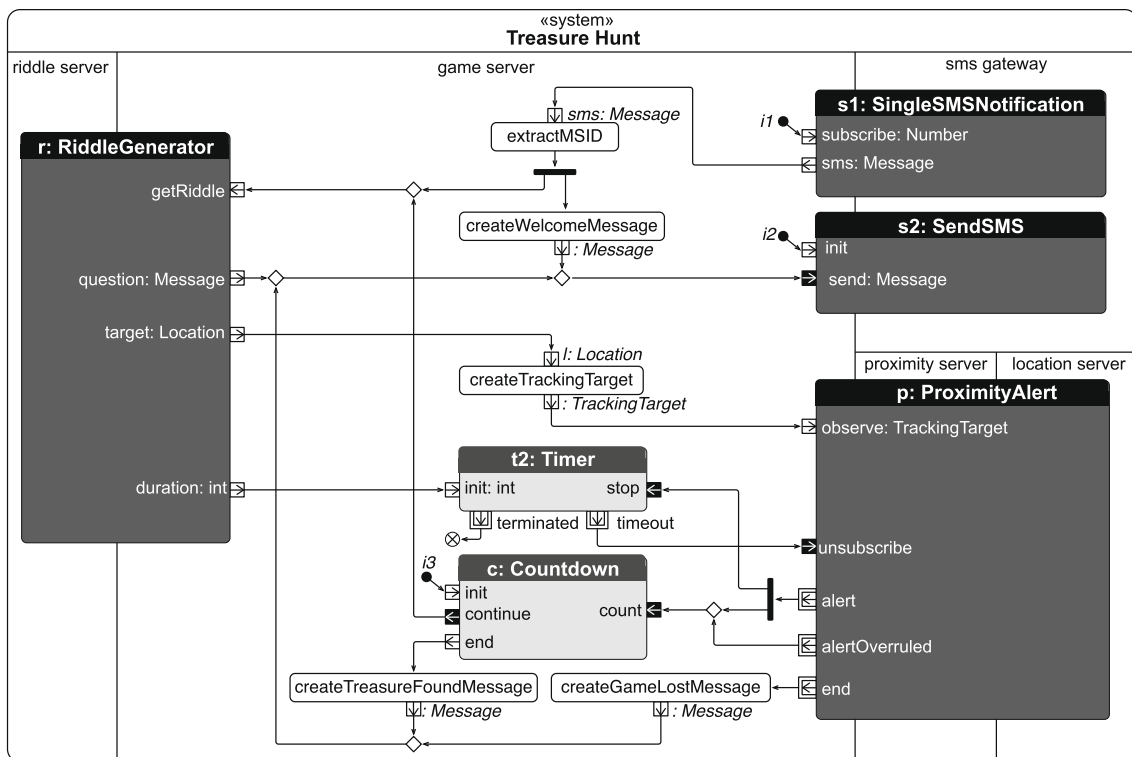 «system»
Treasure Hunt
riddle server
game server
sms gateway
s1: SingleSMSNotification
i1
subscribe: Number
sms: Message
sms: Message
extractMSID
r: RiddleGenerator
getRiddle
createWelcomeMessage
: Message
s2: SendSMS
i2
init
send: Message
question: Message
target: Location
l: Location
createTrackingTarget
: TrackingTarget
proximity server
location server
p: ProximityAlert
observe: TrackingTarget
t2: Timer
duration: int
init: int
stop
terminated
timeout
unsubscribe
i3
c: Countdown
init
continue
count
end
alert
alertOverruled
end
createTreasureFoundMessage
: Message
createGameLostMessage
: Message